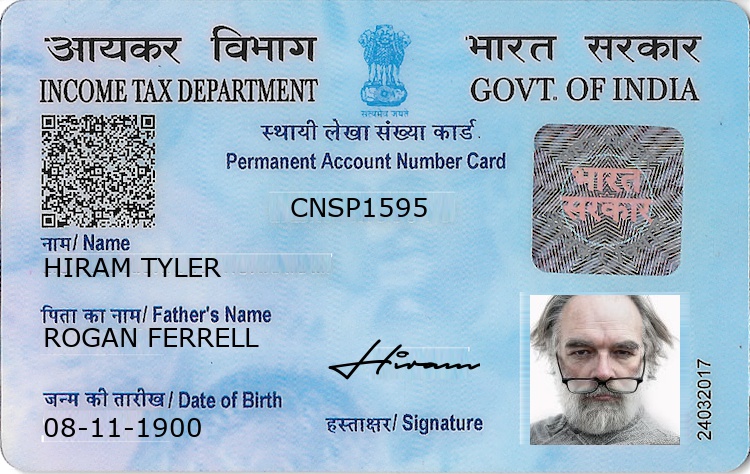 आयकर विभाग
INCOME TAX DEPARTMENT
सत्यमेव जयते
भारत सरकार
GOVT. OF INDIA
स्थायी लेखा संख्या कार्ड
Permanent Account Number Card
CNSP1595
भारत
सरकार
नाम/ Name
HIRAM TYLER
पिता का नाम/ Father's Name
ROGAN FERRELL
जन्म की तारीख/ Date of Birth
08-11-1900
Hiram
हस्ताक्षर/ Signature
24032017